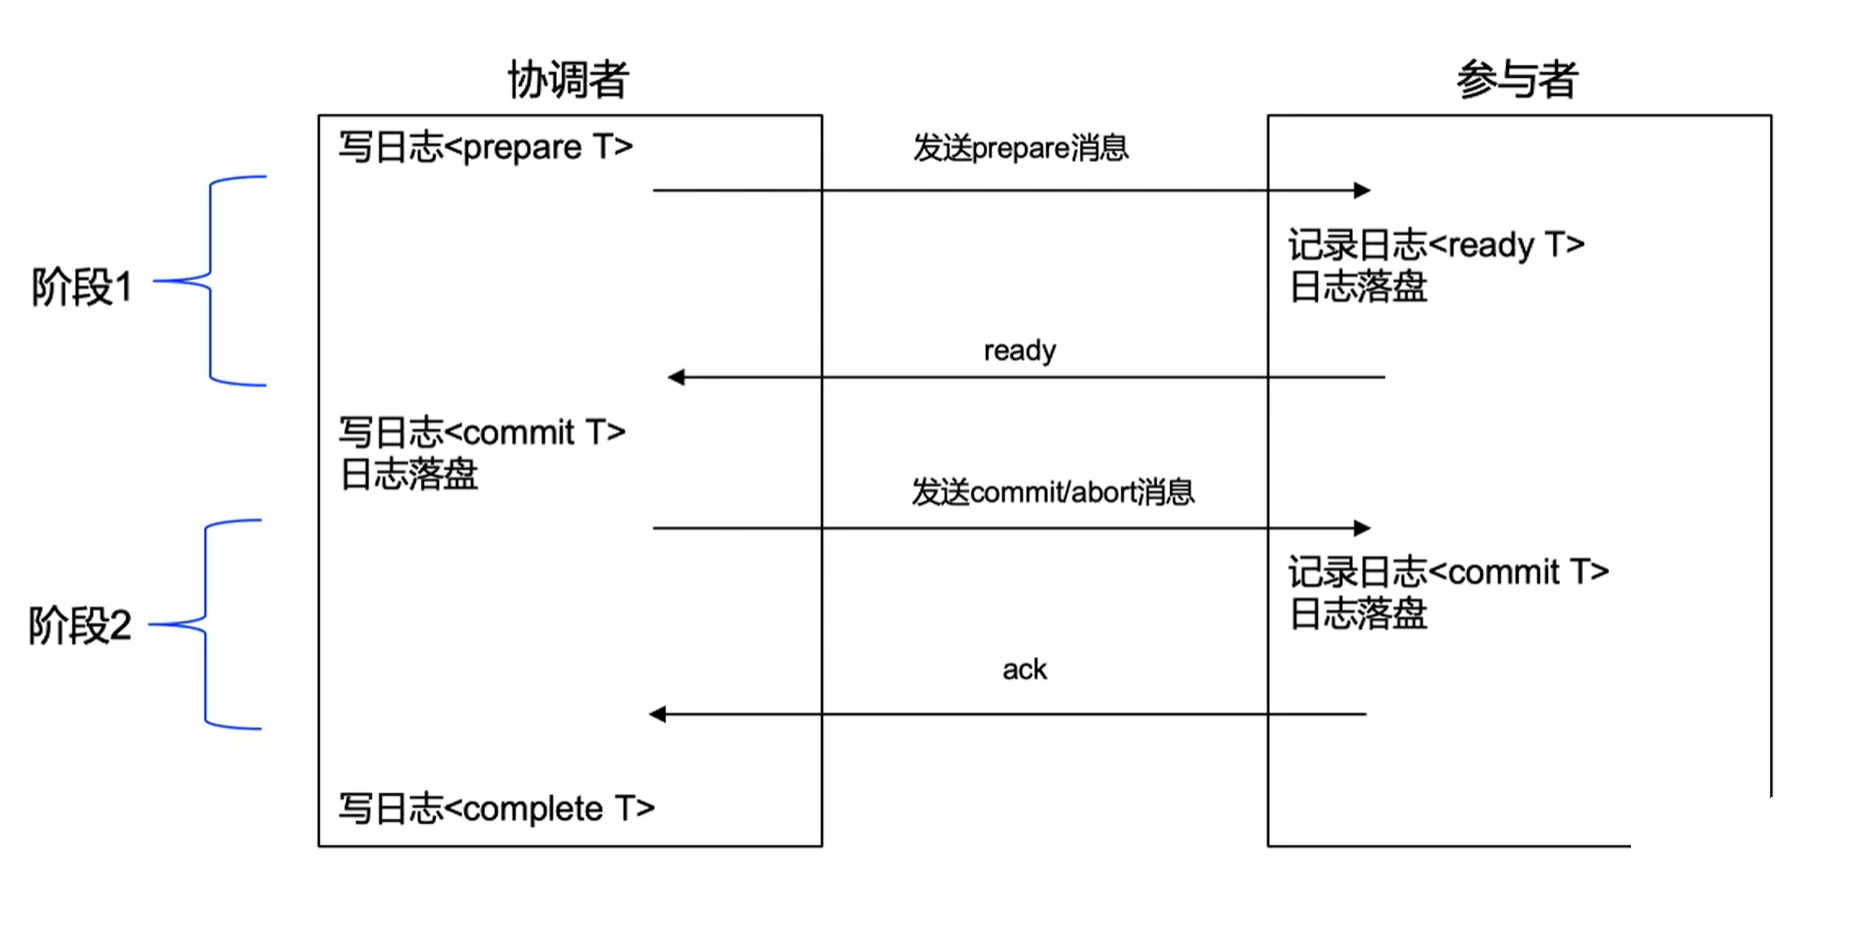 协调者
参与者
写日志<prepare T>
发送prepare消息
记录日志<ready T>
日志落盘
阶段1
ready
写日志<commit T>
日志落盘
发送commit/abort消息
记录日志<commit T>
日志落盘
阶段2
ack
写日志<complete T>